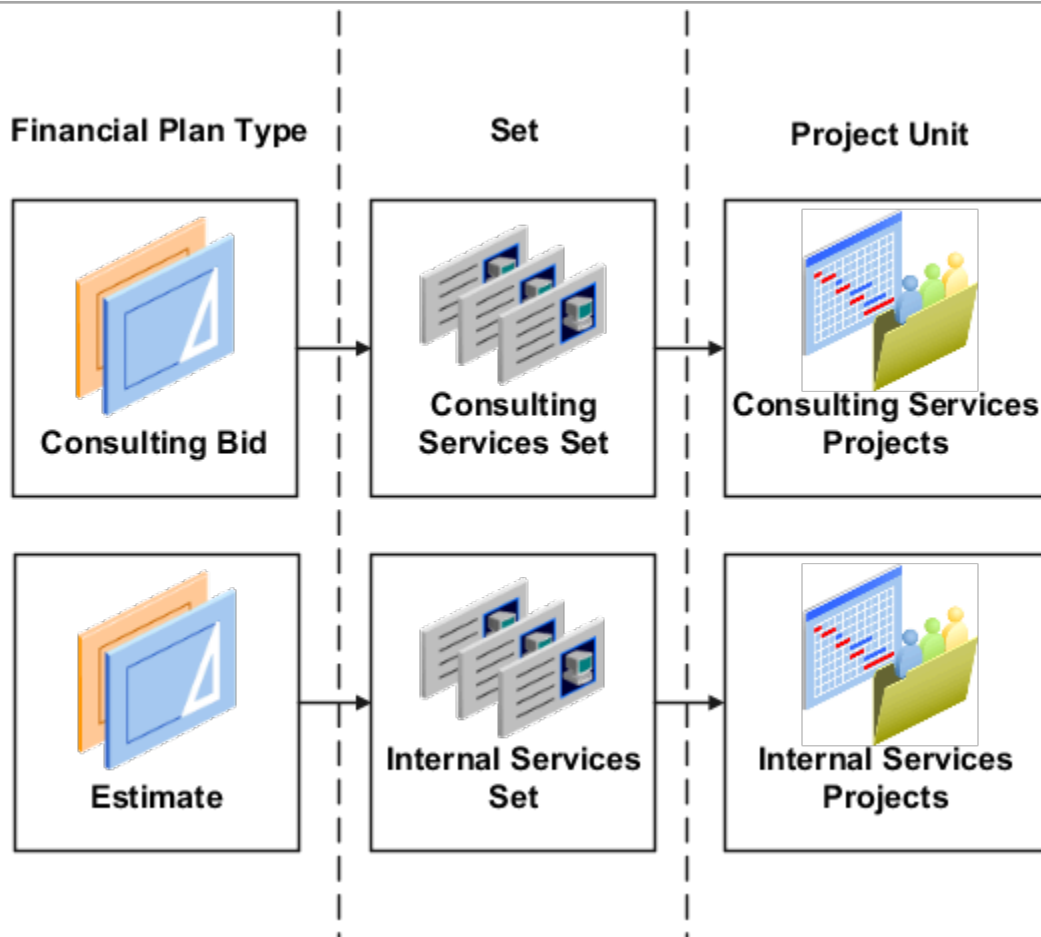 Financial Plan Type
Set
Project Unit
Consulting Bid
Consulting
Services Set
Consulting Services
Projects
Estimate
Internal Services
Set
Internal Services
Projects